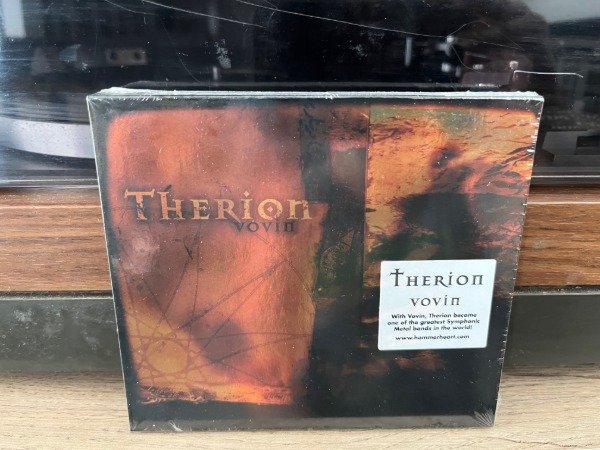 THERION
VOVIN
THERION
VOVIN
With Vovin, Therion became
one of the greatest Symphonic
Metal bands in the world!
www.hammerheart.com